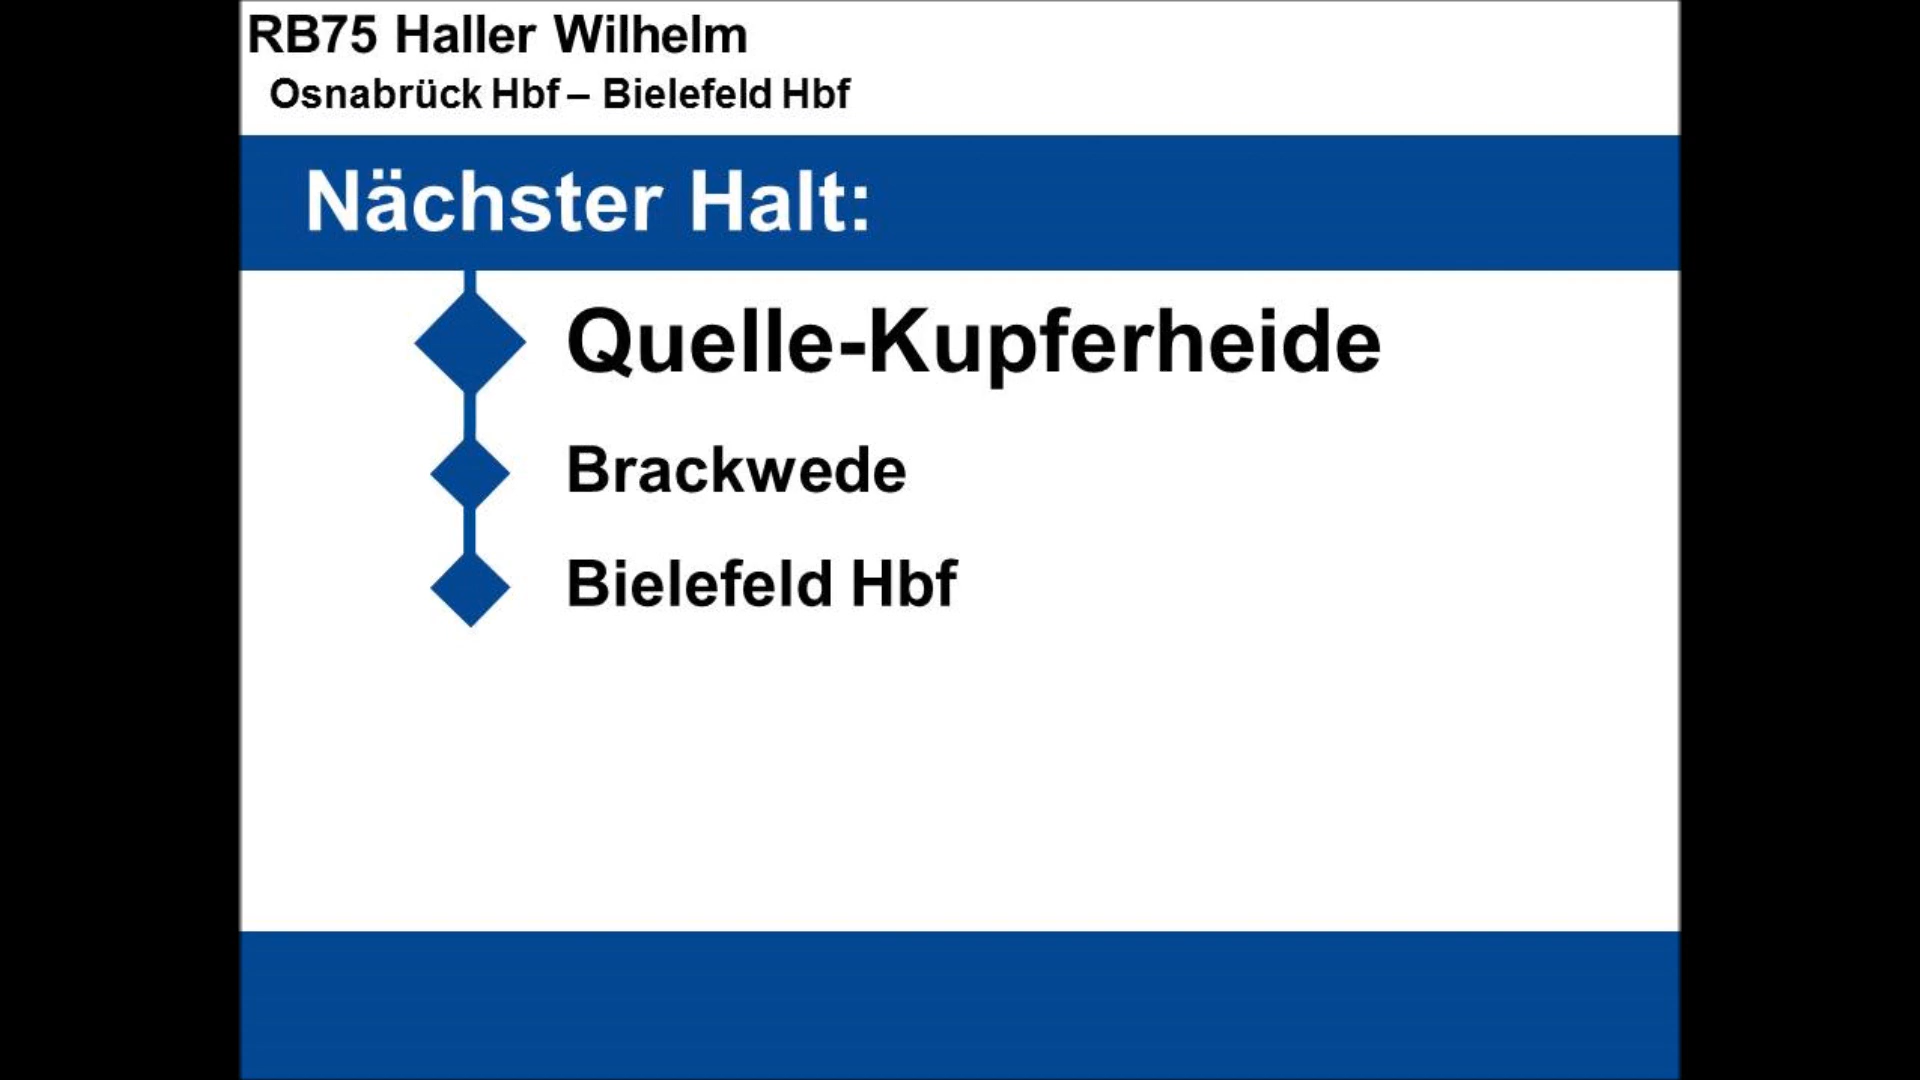 RB75 Haller Wilhelm
Osnabrück Hbf – Bielefeld Hbf
Nächster Halt:
Quelle-Kupferheide
Brackwede
Bielefeld Hbf